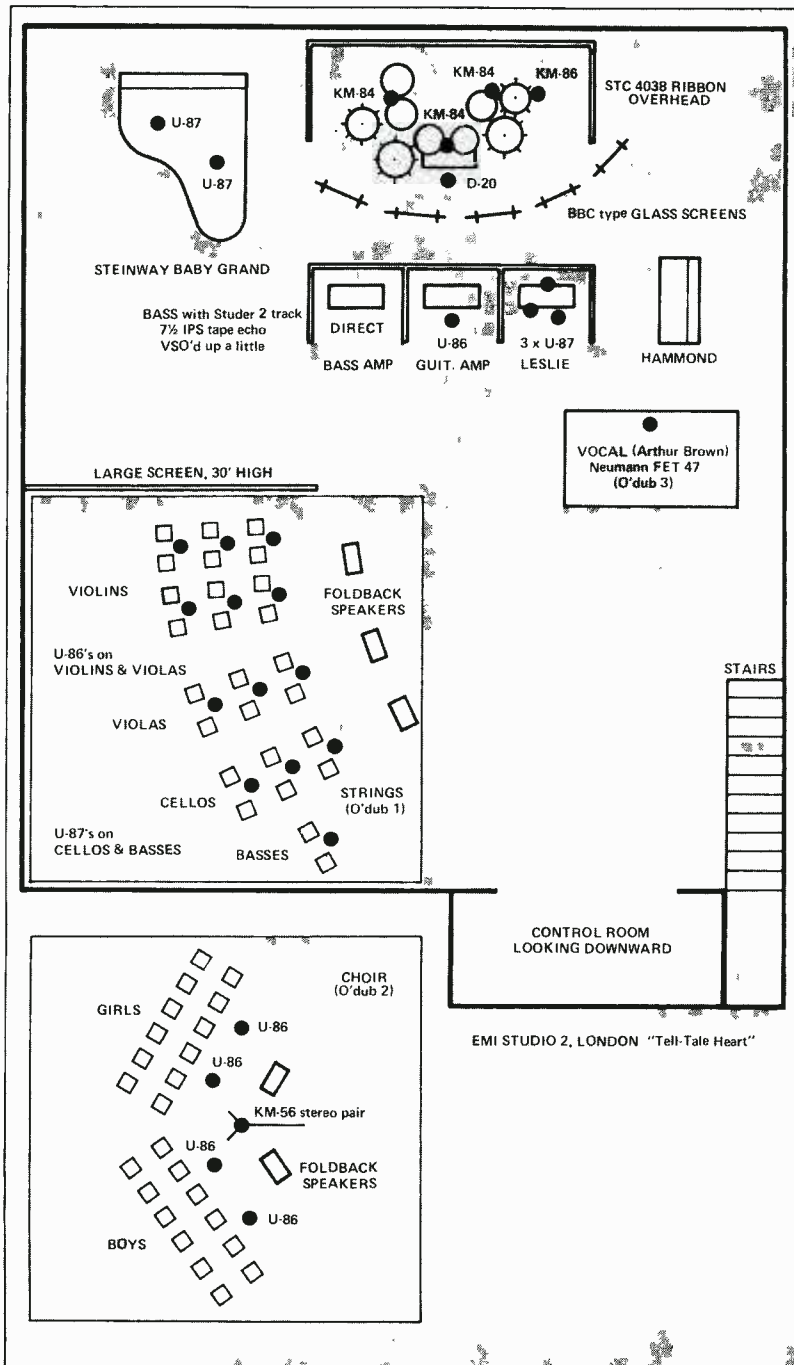 KM-84
KM-84
KM-86
KM-84
STC 4038 RIBBON
OVERHEAD
U-87
U-87
D-20
BBC type GLASS SCREENS
STEINWAY BABY GRAND
BASS with Studer 2 track
7½ IPS tape echo
VSO'd up a little
DIRECT
BASS AMP
U-86
GUIT. AMP
3 x U-87
LESLIE
HAMMOND
VOCAL (Arthur Brown)
Neumann FET 47
(O'dub 3)
LARGE SCREEN, 30' HIGH
VIOLINS
FOLDBACK
SPEAKERS
U-86's on
VIOLINS & VIOLAS
VIOLAS
STAIRS
CELLOS
STRINGS
(O'dub 1)
U-87's on
CELLOS & BASSES
BASSES
CONTROL ROOM
LOOKING DOWNWARD
EMI STUDIO 2, LONDON "Tell-Tale Heart"
CHOIR
(O'dub 2)
GIRLS
U-86
U-86
KM-56 stereo pair
U-86
FOLDBACK
SPEAKERS
U-86
BOYS